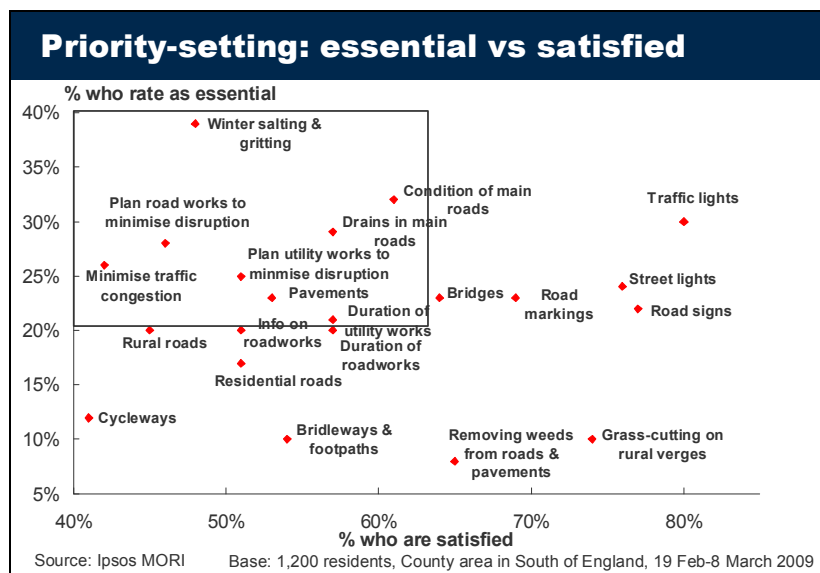 Priority-setting: essential vs satisfied
% who rate as essential
40%
35%
30%
25%
20%
15%
10%
5%
Winter salting &
gritting
Condition of main
roads
Traffic lights
Plan road works to
minimise disruption
Drains in main
roads
Plan utility works to
minmise disruption
Minimise traffic
congestion
Pavements
Bridges
Road
markings
Street lights
Road signs
Rural roads
Info on
roadworks
Duration of
utility works
Duration of
roadworks
Residential roads
Cycleways
Bridleways &
footpaths
Removing weeds
from roads &
pavements
Grass-cutting on
rural verges
40%
50%
60%
70%
80%
% who are satisfied
Source: Ipsos MORI
Base: 1,200 residents, County area in South of England, 19 Feb-8 March 2009